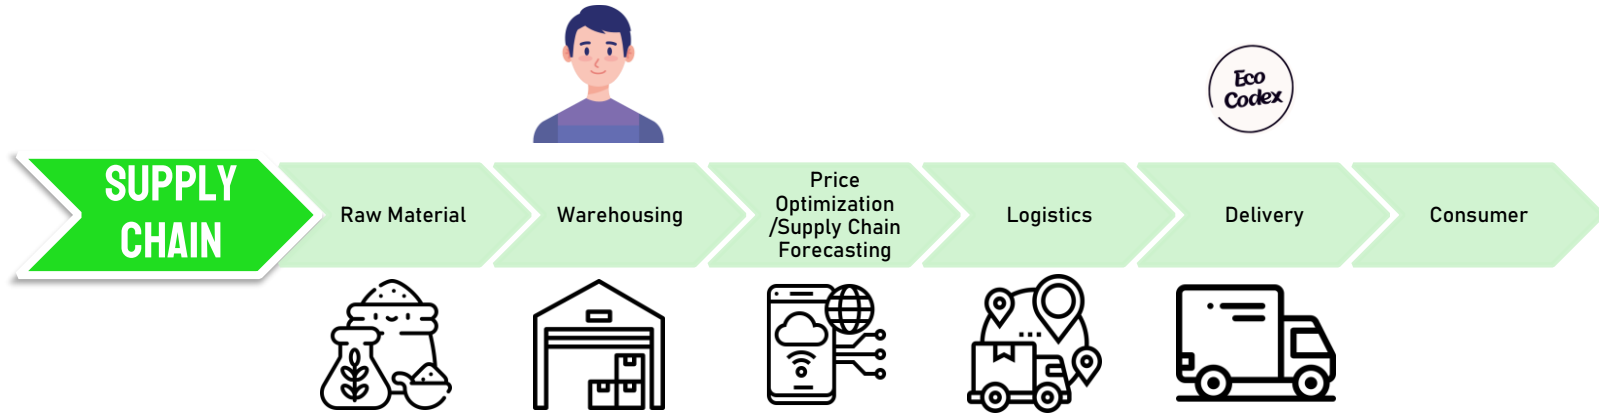 Eco
Codex
SUPPLY
CHAIN
Raw Material
Warehousing
Price
Optimization
/Supply Chain
Forecasting
Logistics
Delivery
Consumer